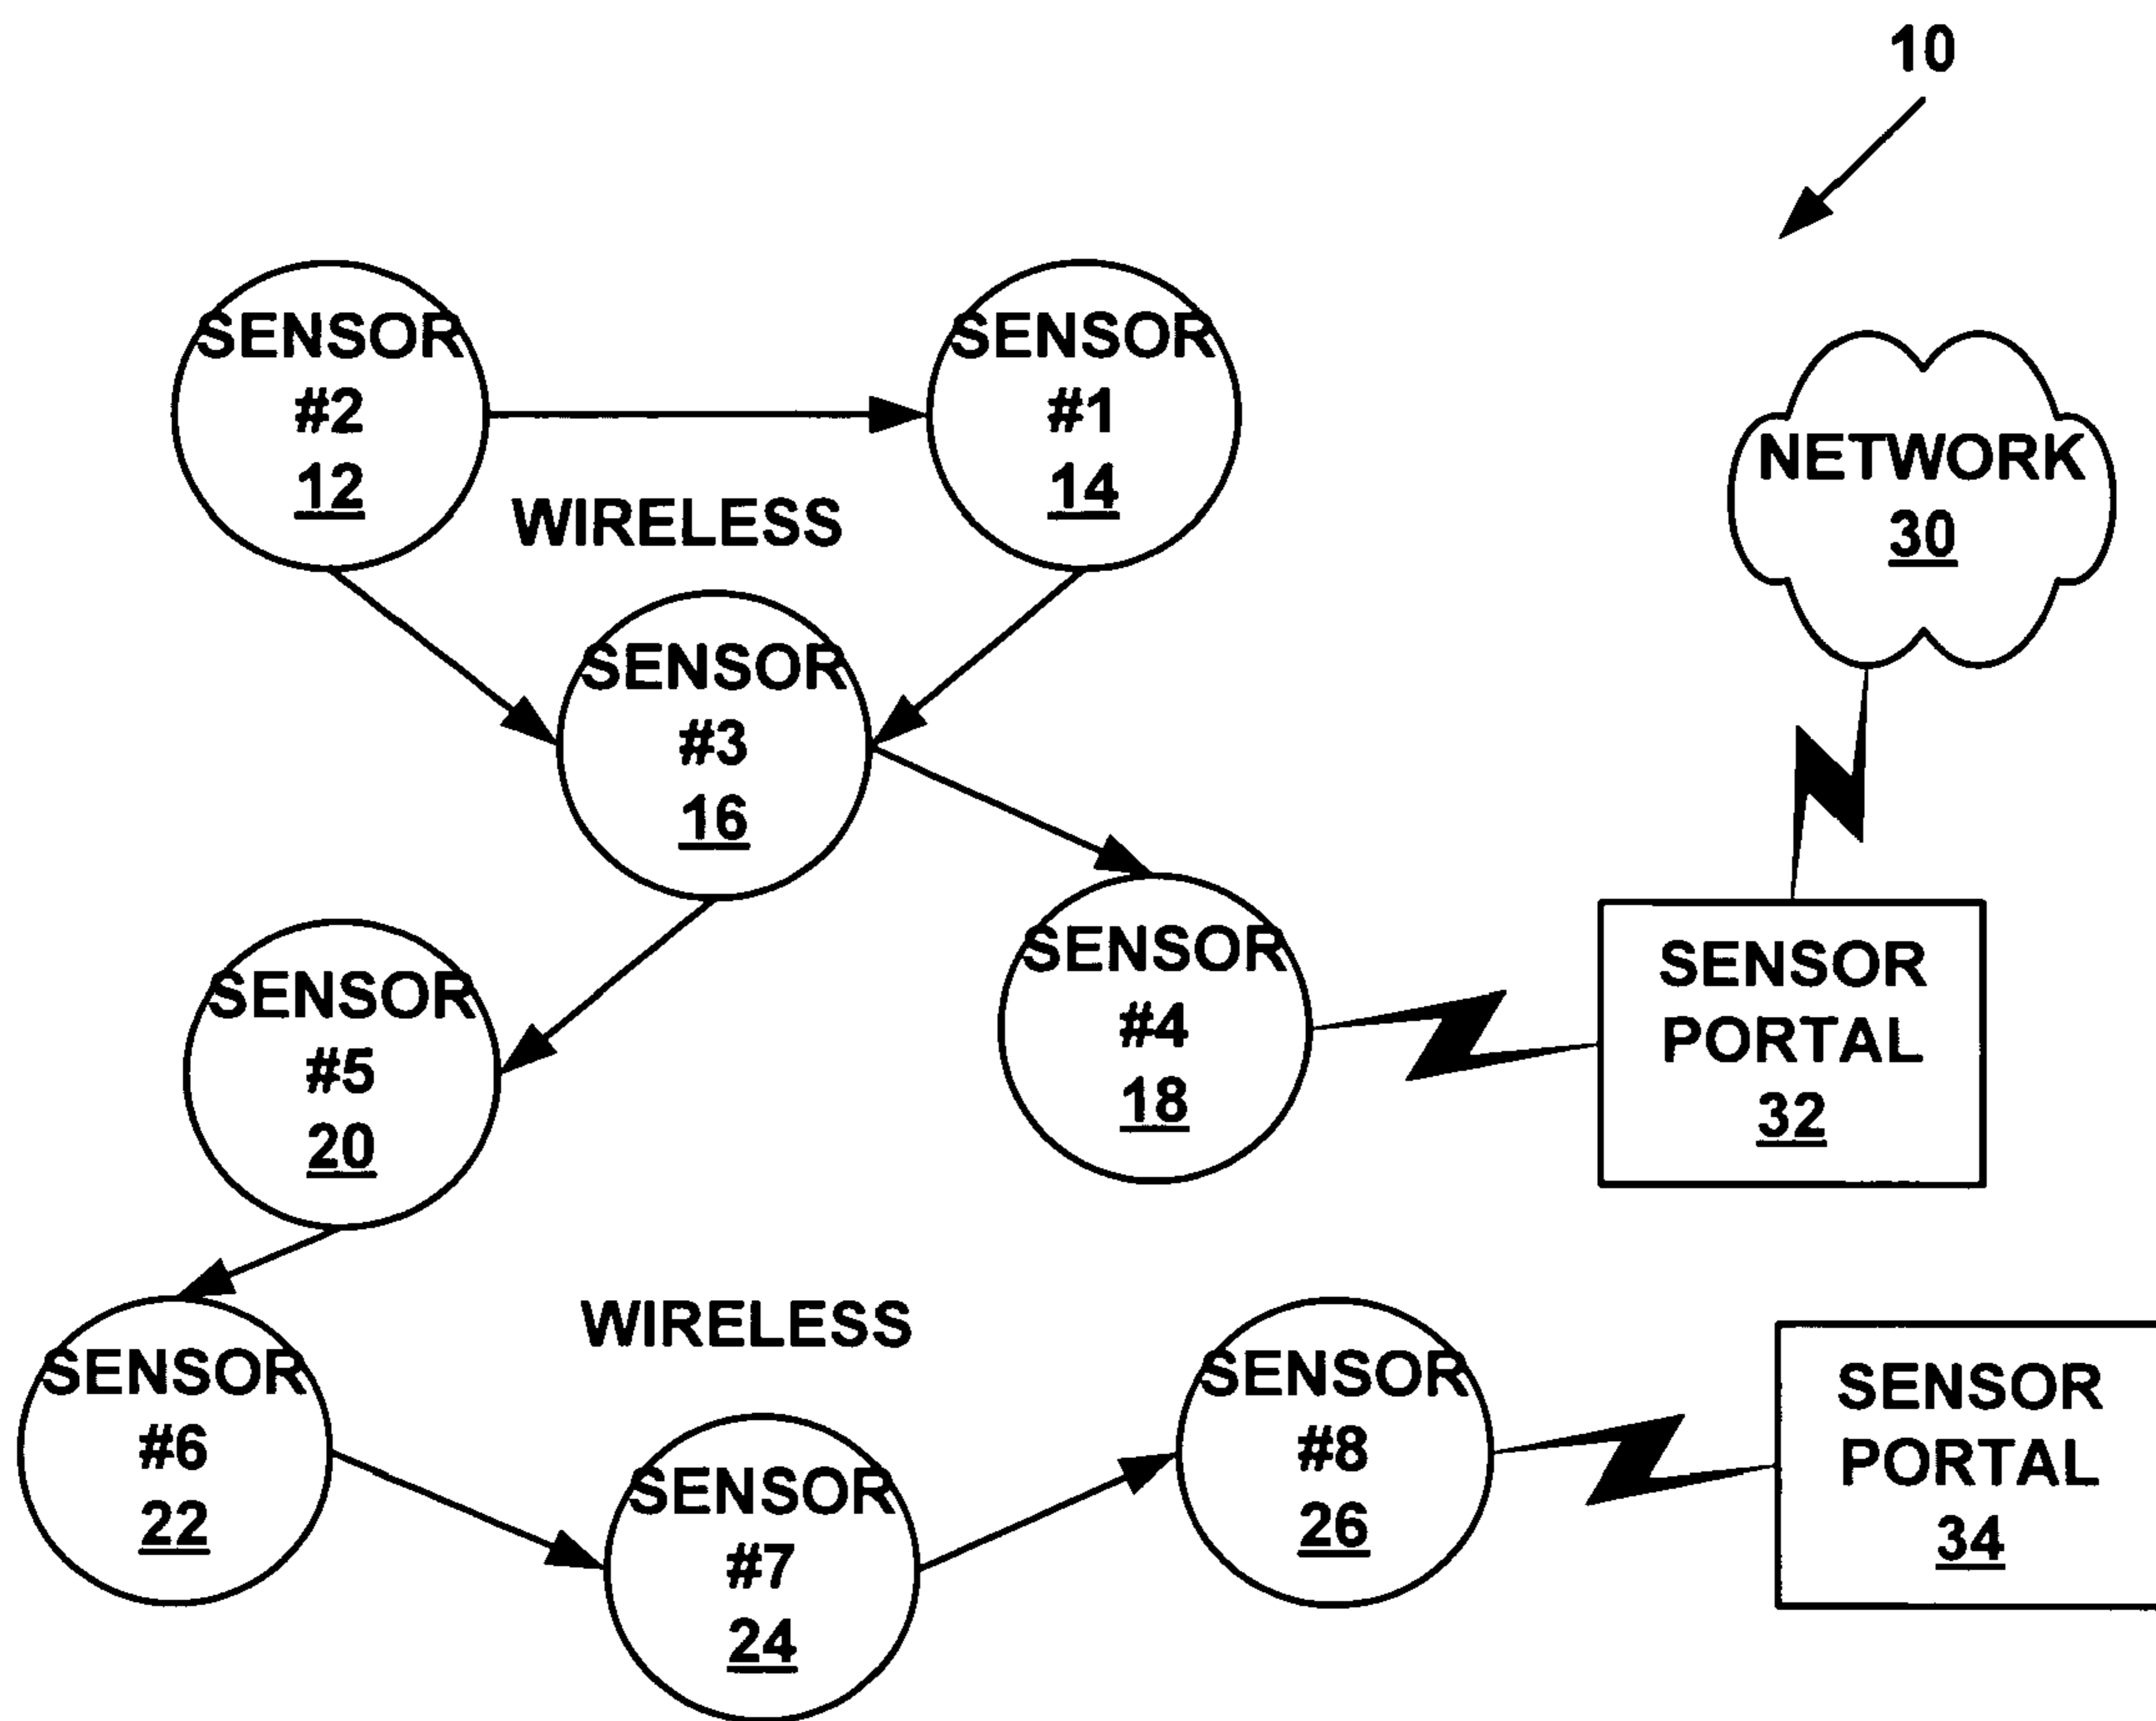 10
SENSOR
#2
12
SENSOR
#1
14
WIRELESS
NETWORK
30
SENSOR
#3
16
SENSOR
#4
18
SENSOR
PORTAL
32
SENSOR
#5
20
WIRELESS
SENSOR
#6
22
SENSOR
#7
24
SENSOR
#8
26
SENSOR
PORTAL
34